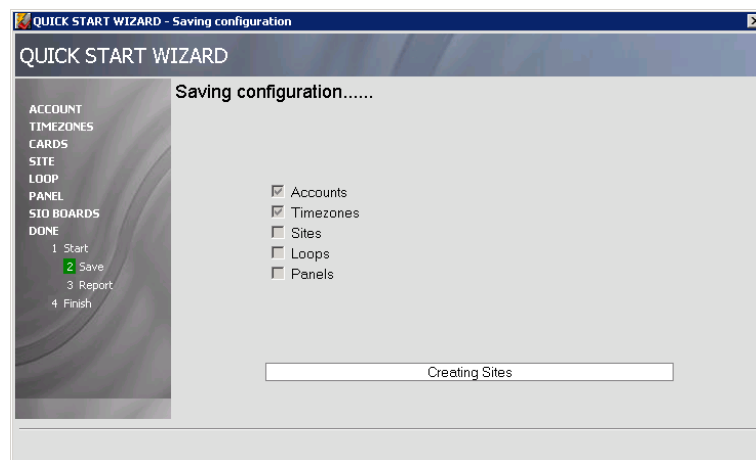 QUICK START WIZARD - Saving configuration
QUICK START WIZARD
Saving configuration......
ACCOUNT
TIMEZONES
CARDS
SITE
LOOP
PANEL
SIO BOARDS
DONE
1 Start
2 Save
3 Report
4 Finish
Accounts
Timezones
Sites
Loops
Panels
Creating Sites